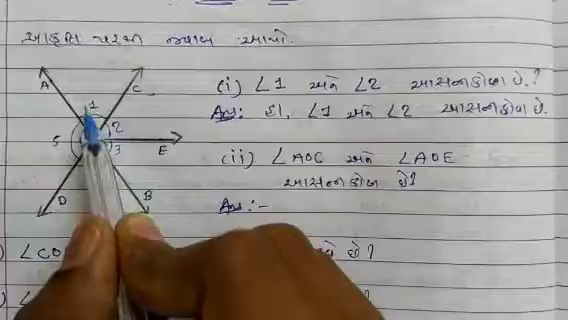 આકૃતિ પરથી જવાબ આપો.
A
C
1
2
5
3
E
D
B
(i) ∠1 અને ∠2 આસન્નકોણ છે.?
Ans: હા, ∠1 અને ∠2 આસન્નકોણ છે.
(ii) ∠AOC અને ∠AOE
આસન્નકોણ છે?
Ans:-
∠CO છે?